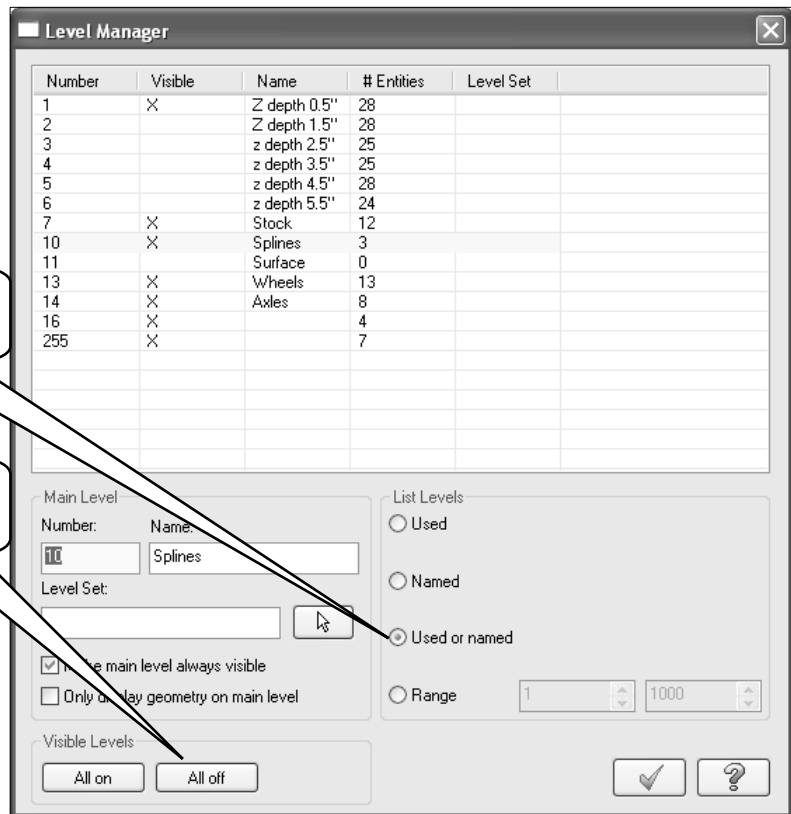 Level Manager
Number Visible Name # Entities Level Set
1 X Z depth 0.5" 28
2 Z depth 1.5" 28
3 z depth 2.5" 25
4 z depth 3.5" 25
5 z depth 4.5" 28
6 z depth 5.5" 24
7 X Stock 12
10 X Splines 3
11 Surface 0
13 X Wheels 13
14 X Axles 8
16 X 4
255 X 7
Main Level
Number: Name:
10 Splines
Level Set:
main level always visible
Only display geometry on main level
List Levels
Used
Named
Used or named
Range 1 1000
Visible Levels
All on All off